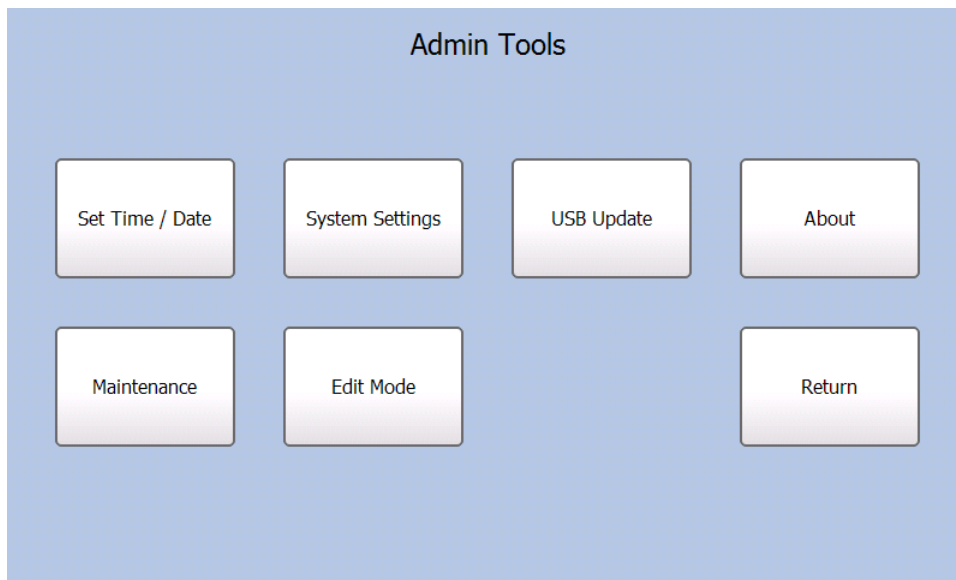 Admin Tools
Set Time / Date
System Settings
USB Update
About
Maintenance
Edit Mode
Return